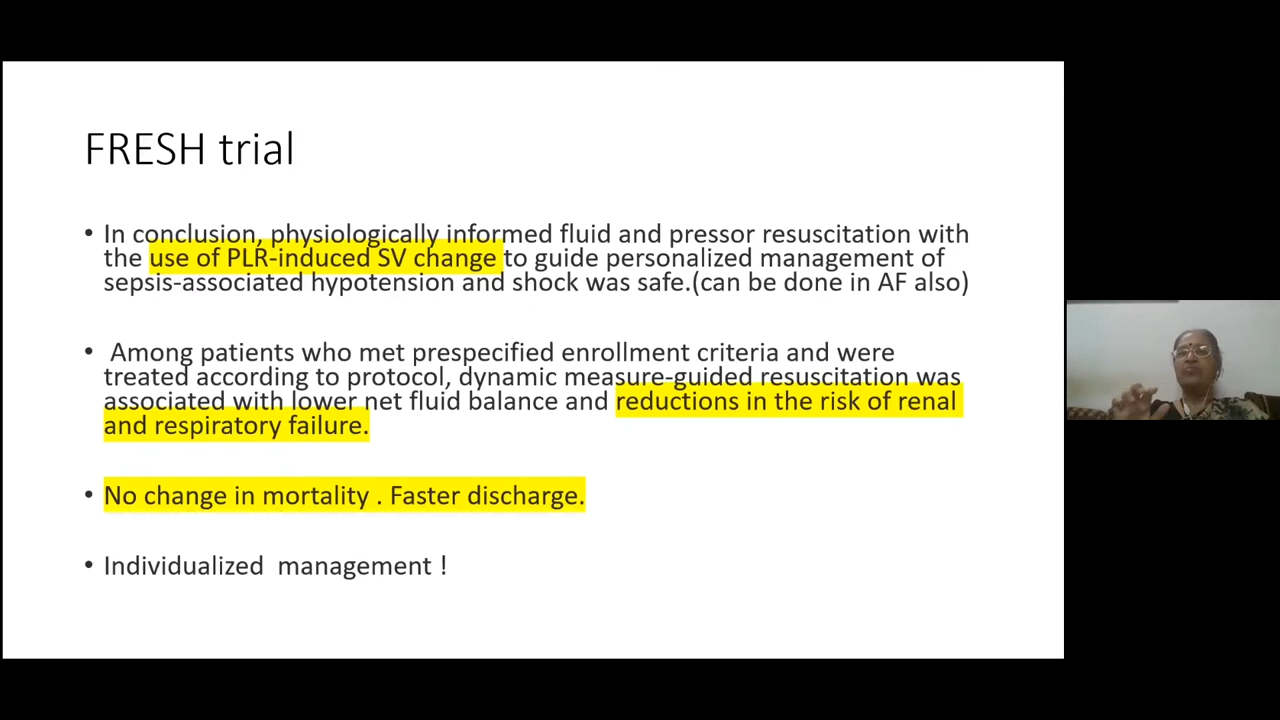 FRESH trial
• In conclusion, physiologically informed fluid and pressor resuscitation with
the use of PLR-induced SV change to guide personalized management of
sepsis-associated hypotension and shock was safe.(can be done in AF also)
• Among patients who met prespecified enrollment criteria and were
treated according to protocol, dynamic measure-guided resuscitation was
associated with lower net fluid balance and reductions in the risk of renal
and respiratory failure.
• No change in mortality . Faster discharge.
• Individualized  management !